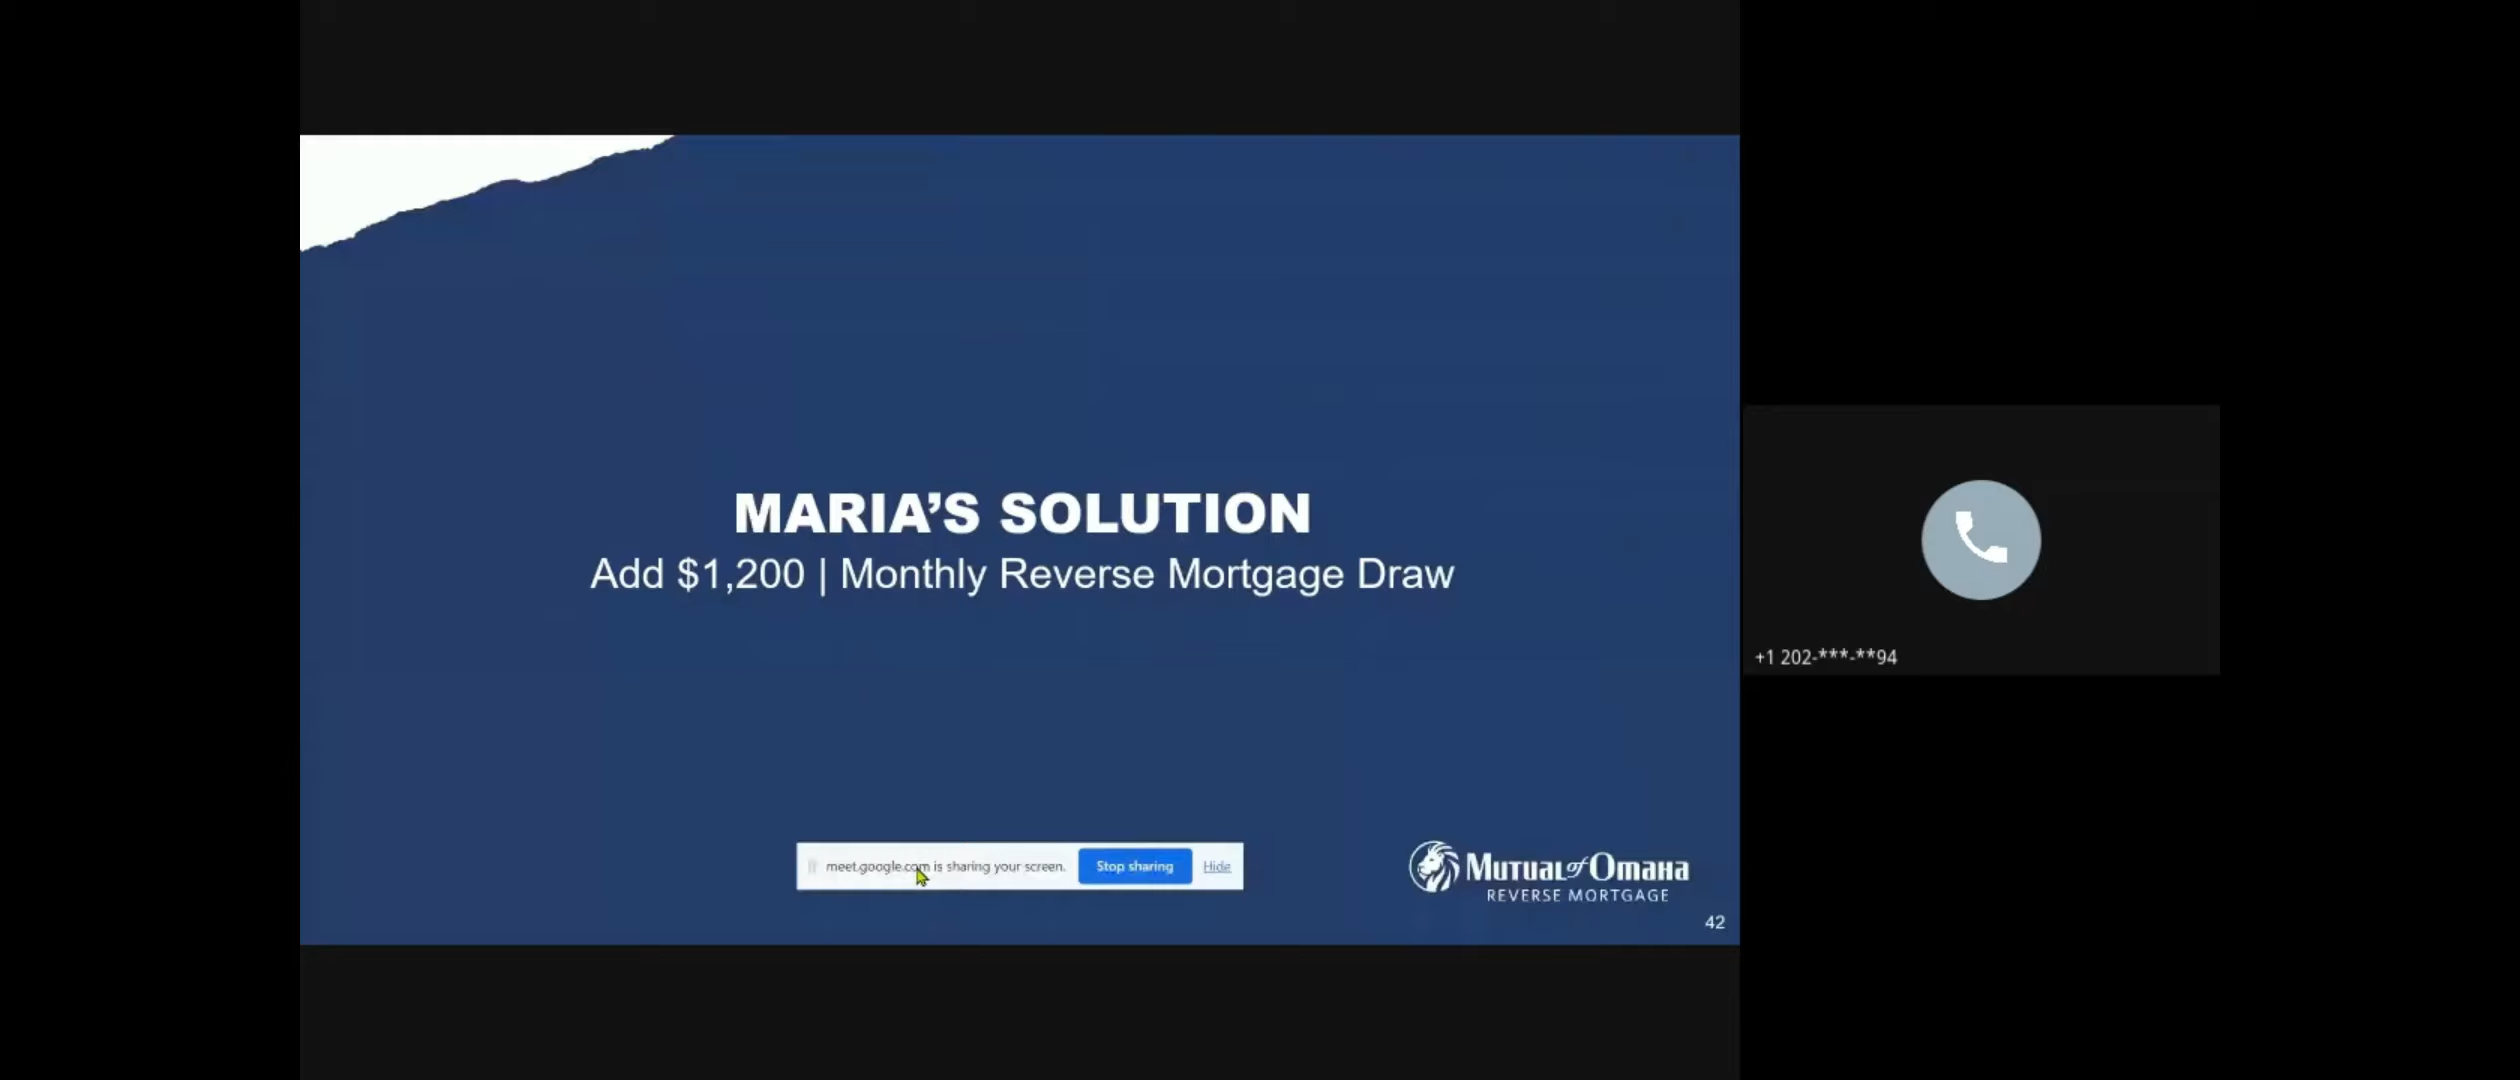 MARIA'S SOLUTION
Add $1,200 | Monthly Reverse Mortgage Draw
meet.google.com is sharing your screen. Stop sharing Hide
Mutual of Omaha
REVERSE MORTGAGE
42
+1 202-***-**94